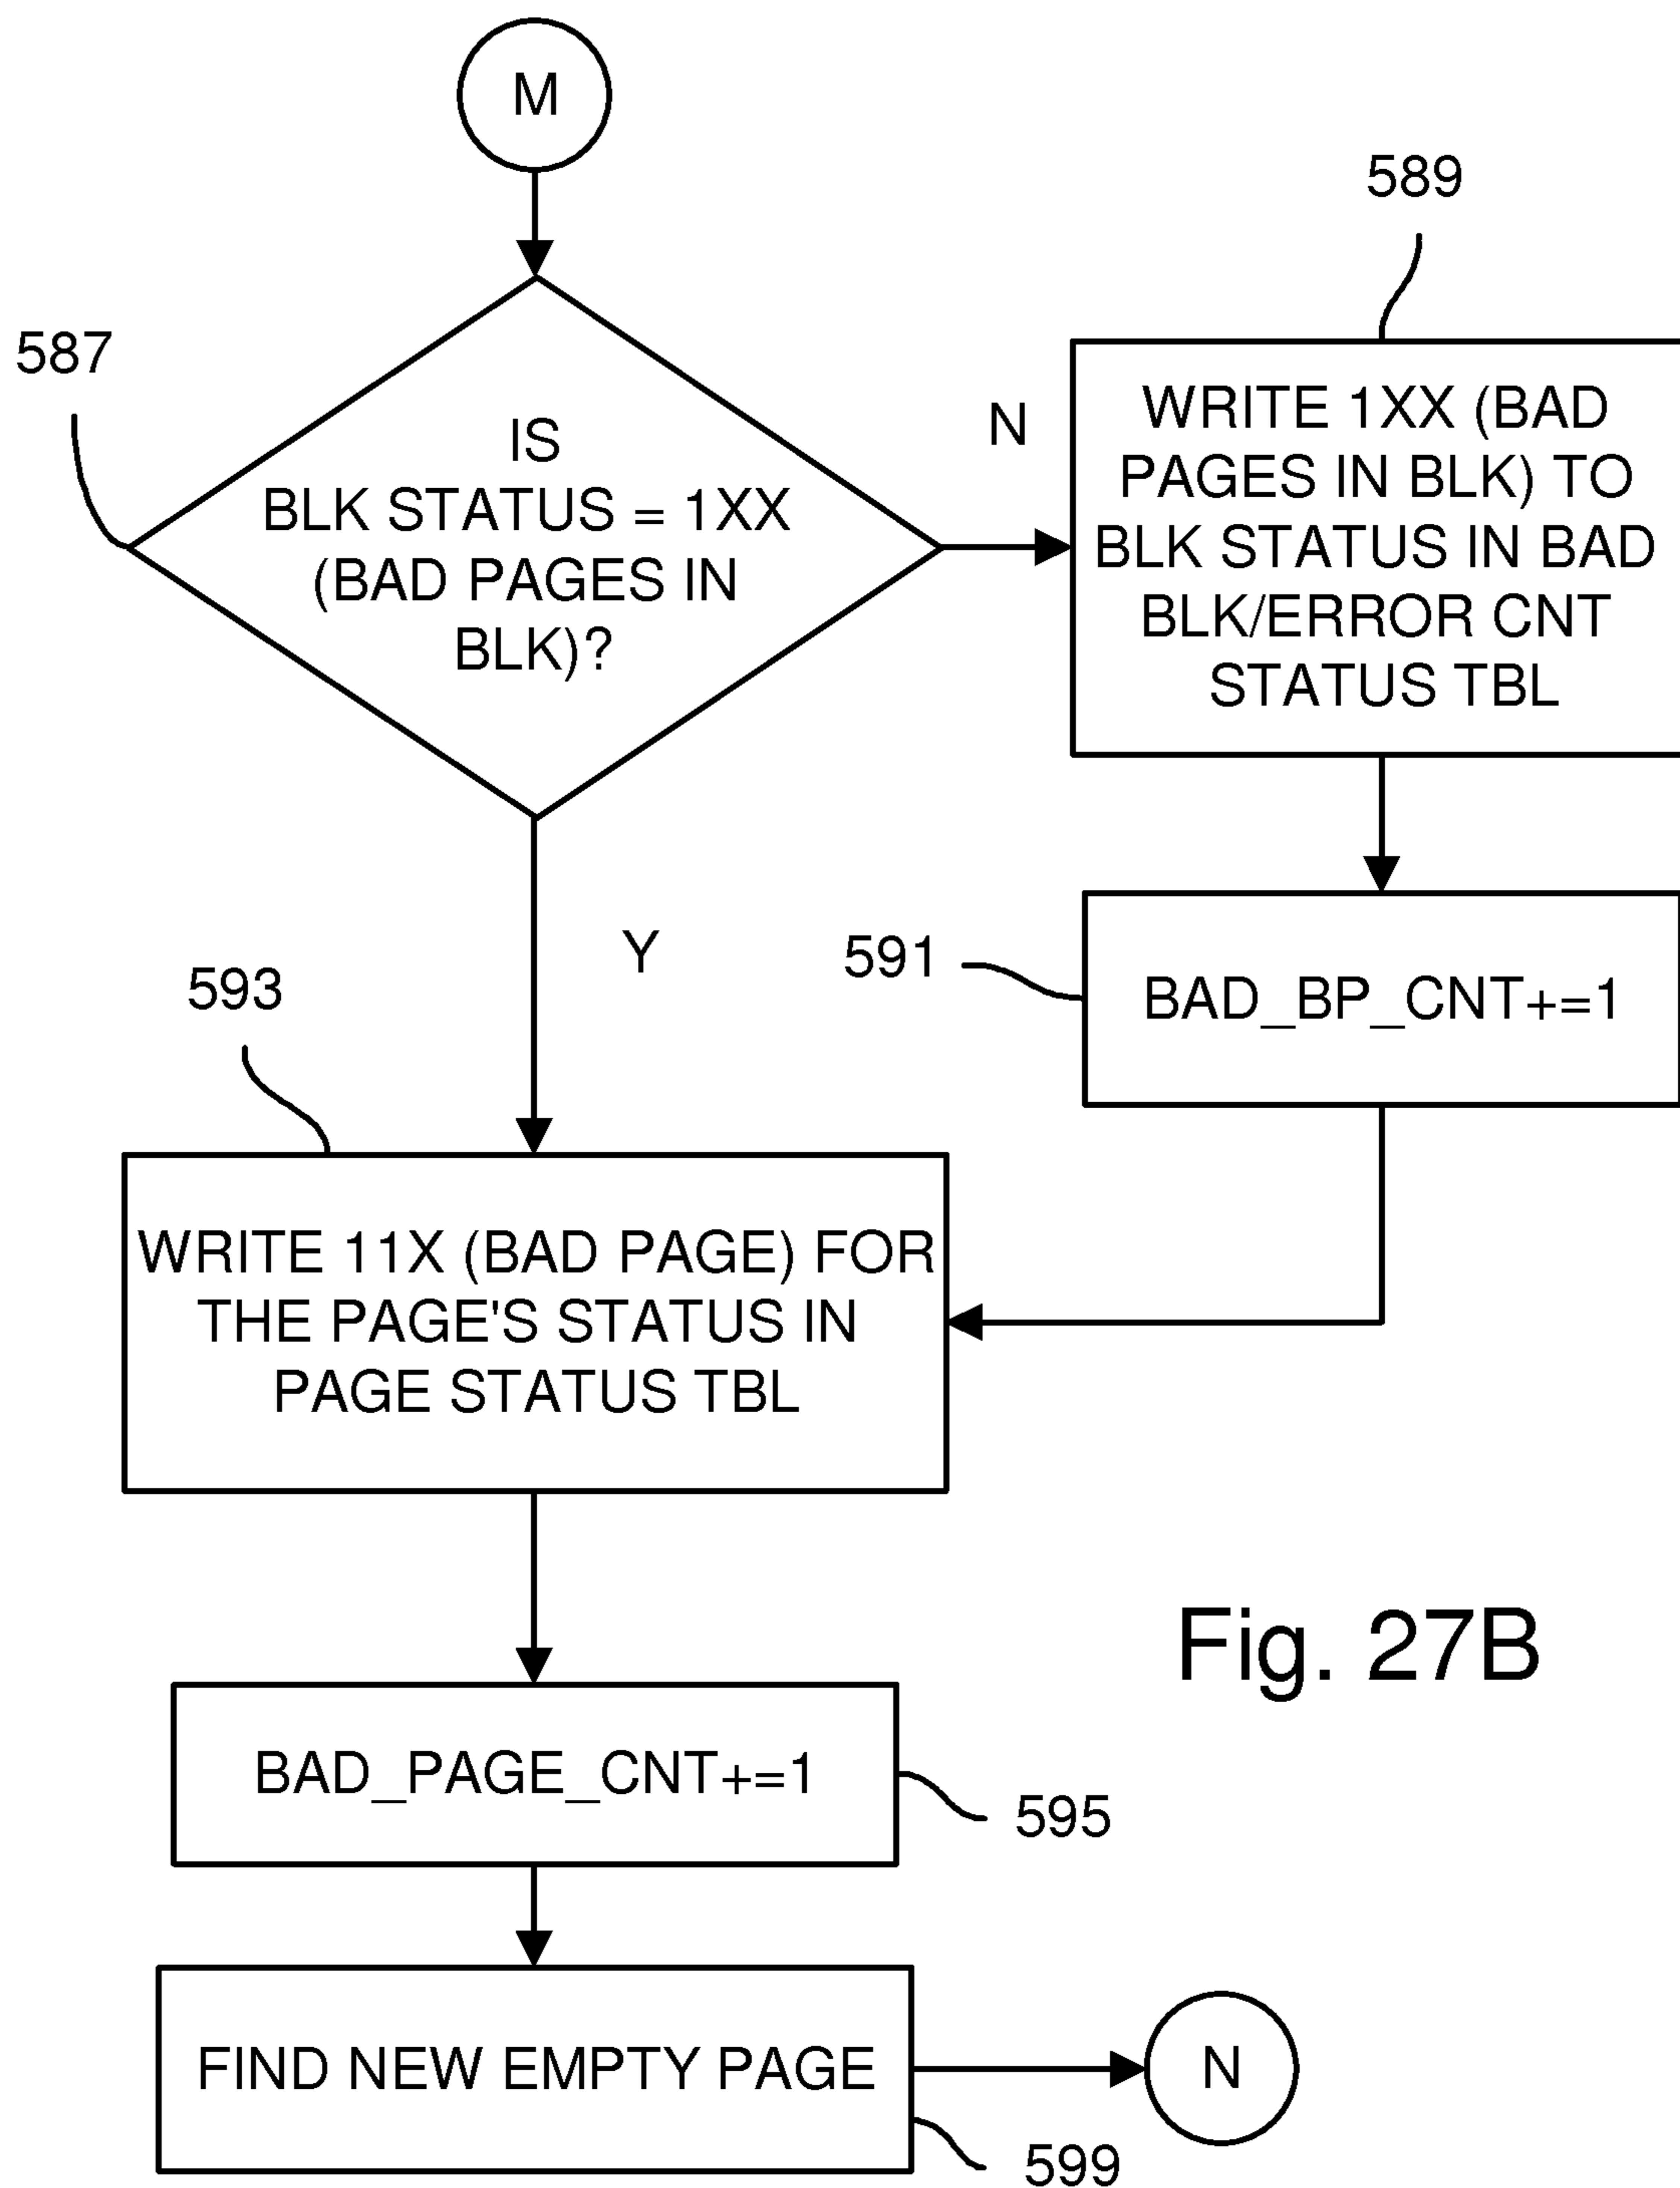 M
589
587
IS
BLK STATUS = 1XX
(BAD PAGES IN
BLK)?
N
WRITE 1XX (BAD
PAGES IN BLK) TO
BLK STATUS IN BAD
BLK/ERROR CNT
STATUS TBL
Y
591
BAD_BP_CNT+=1
593
WRITE 11X (BAD PAGE) FOR
THE PAGE'S STATUS IN
PAGE STATUS TBL
Fig. 27B
BAD_PAGE_CNT+=1
595
FIND NEW EMPTY PAGE
N
599